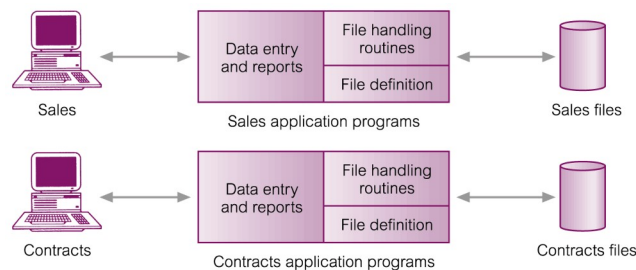 Data entry
and reports
File handling
routines
File definition
Sales
Sales application programs
Sales files
Data entry
and reports
File handling
routines
File definition
Contracts
Contracts application programs
Contracts files